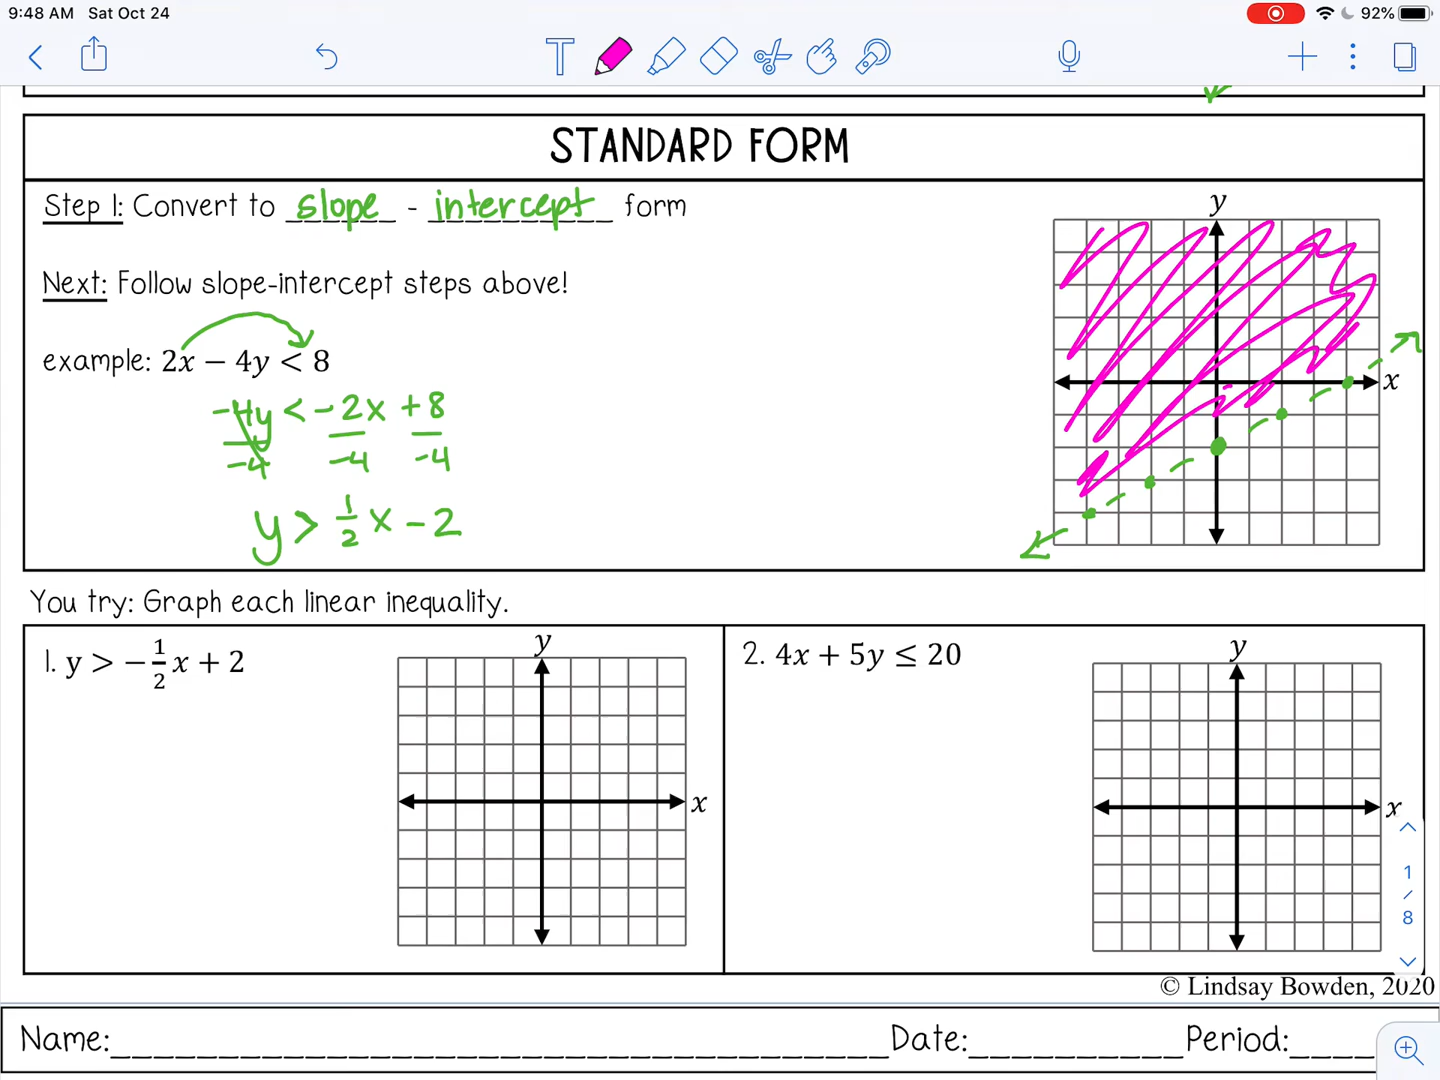 9:48 AM Sat Oct 24 92%
T
STANDARD FORM
Step 1: Convert to slope - intercept form
Next: Follow slope-intercept steps above!
example: 2x − 4y < 8
-4y < -2x +8
-4 -4 -4
y > 1/2 x - 2
y
x
You try: Graph each linear inequality.
1. y > −1/2 x + 2
y
x
2. 4x + 5y ≤ 20
y
x
1
/
8
© Lindsay Bowden, 2020
Name:________________________________ Date:__________ Period:____